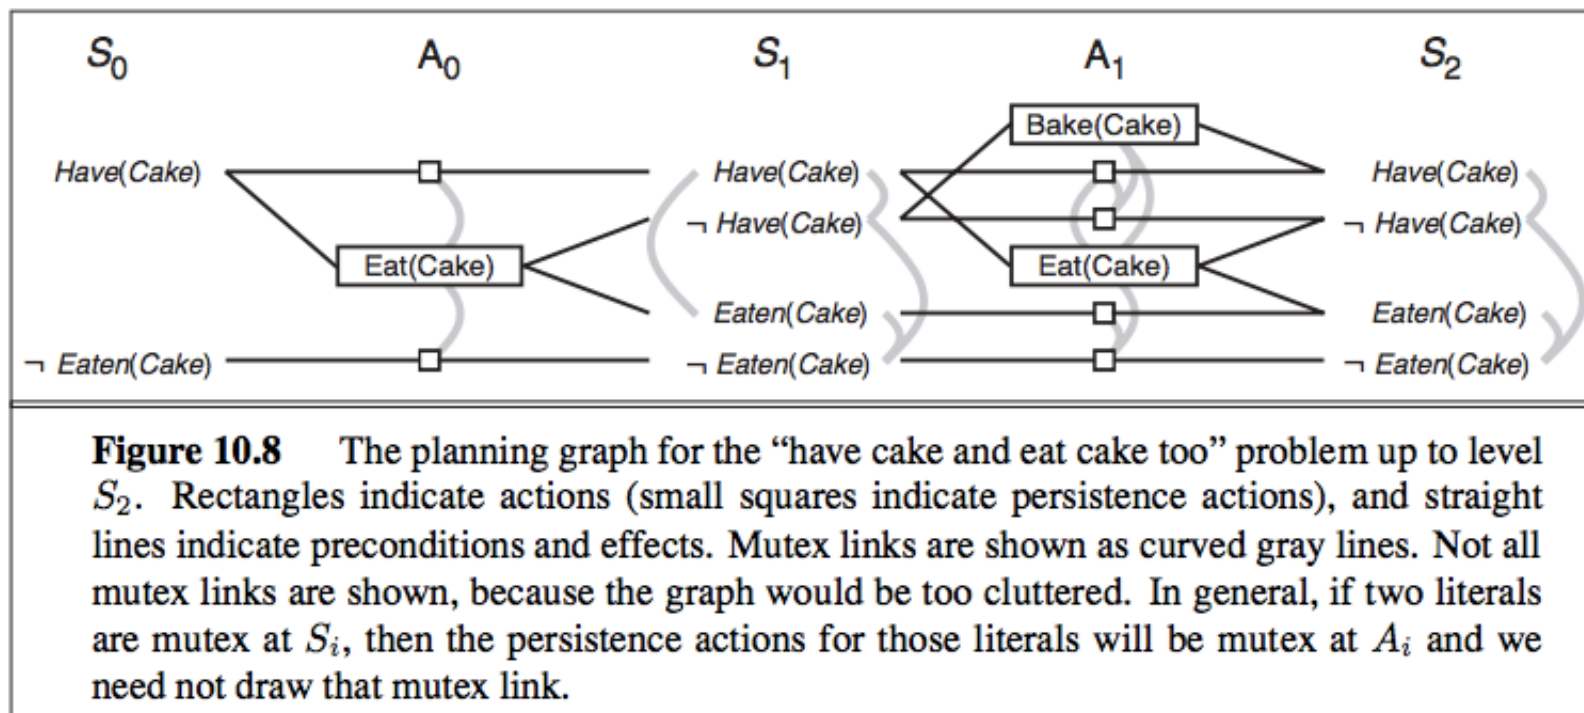 S₀ A₀ S₁ A₁ S₂
Bake(Cake)
Have(Cake) Have(Cake) Have(Cake)
¬ Have(Cake) ¬ Have(Cake)
Eat(Cake) Eat(Cake)
Eaten(Cake) Eaten(Cake)
¬ Eaten(Cake) ¬ Eaten(Cake) ¬ Eaten(Cake)
Figure 10.8 The planning graph for the “have cake and eat cake too” problem up to level
S₂. Rectangles indicate actions (small squares indicate persistence actions), and straight
lines indicate preconditions and effects. Mutex links are shown as curved gray lines. Not all
mutex links are shown, because the graph would be too cluttered. In general, if two literals
are mutex at Sᵢ, then the persistence actions for those literals will be mutex at Aᵢ and we
need not draw that mutex link.